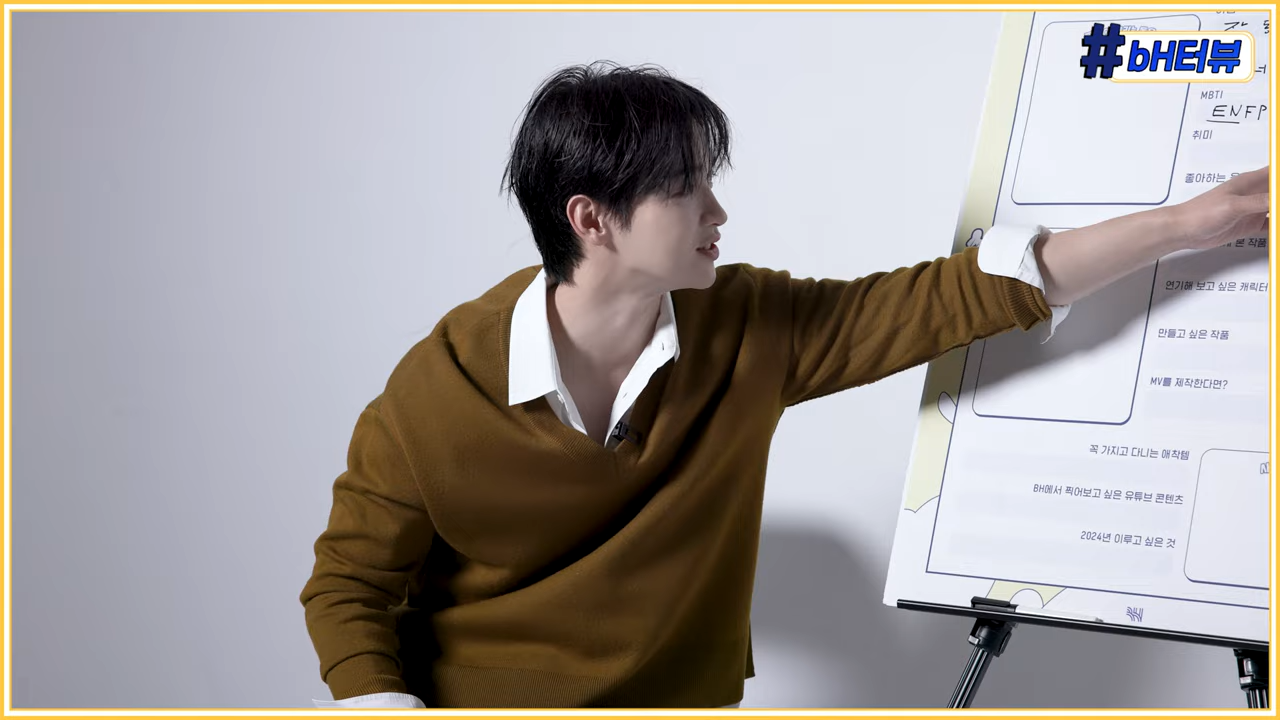 #bH터뷰
MBTI
ENFP
취미
좋아하는
본 작품
연기해 보고 싶은 캐릭터
만들고 싶은 작품
MV를 제작한다면?
꼭 가지고 다니는 애착템
BH에서 찍어보고 싶은 유튜브 콘텐츠
2024년 이루고 싶은 것